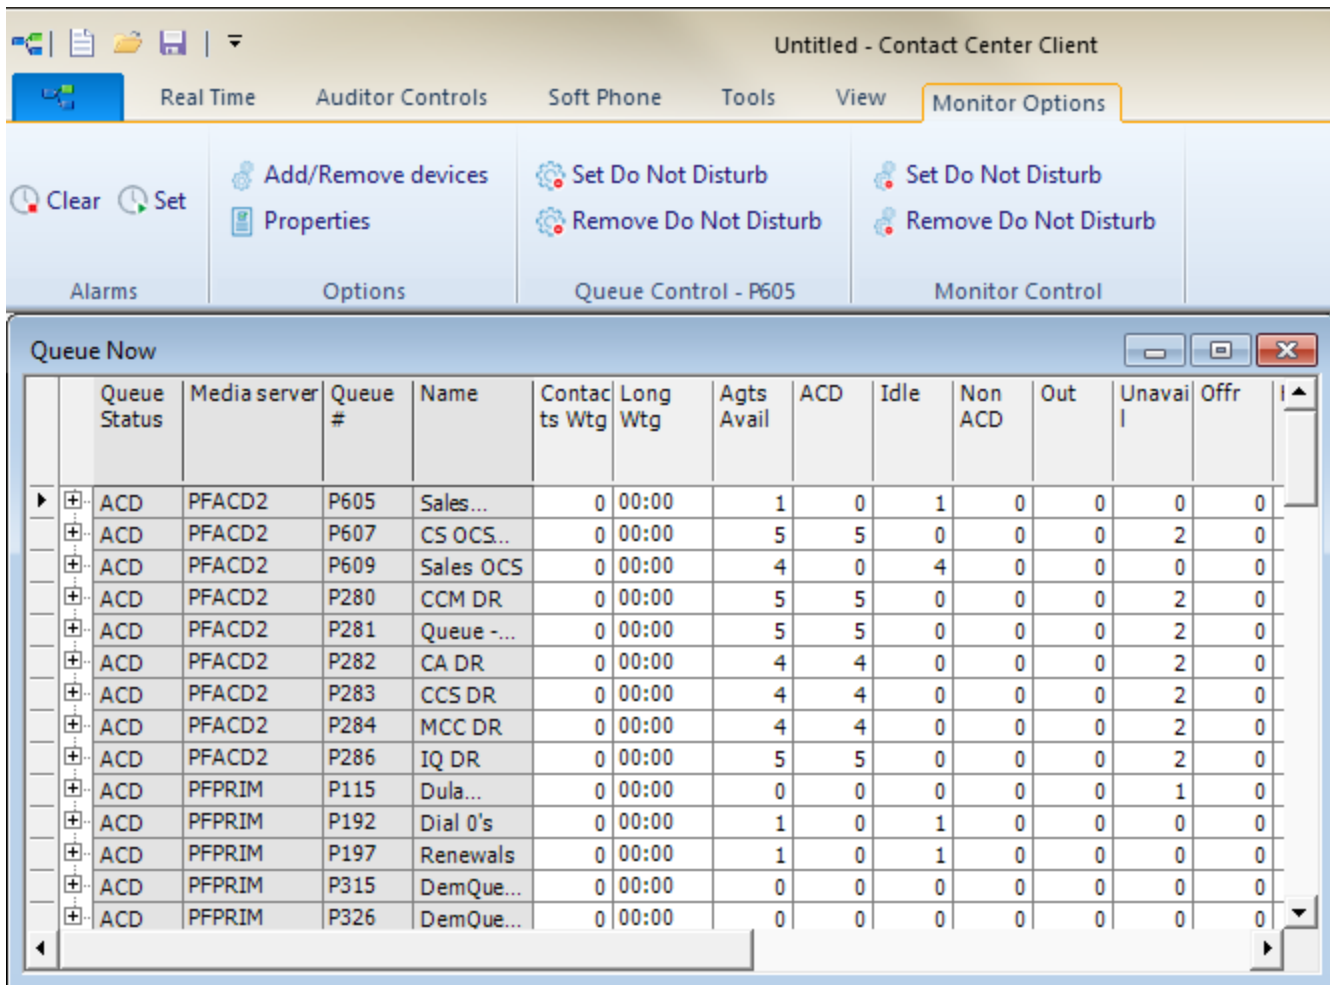 Untitled - Contact Center Client
Real Time Auditor Controls Soft Phone Tools View Monitor Options
Clear Set
Add/Remove devices
Properties
Set Do Not Disturb
Remove Do Not Disturb
Set Do Not Disturb
Remove Do Not Disturb
Alarms Options Queue Control - P605 Monitor Control
Queue Now
Queue Media server Queue Name Contac Long Agts ACD Idle Non Out Unavai Offr
Status # ts Wtg Wtg Avail ACD l
ACD PFACD2 P605 Sales... 0 00:00 1 0 1 0 0 0 0
ACD PFACD2 P607 CS OCS... 0 00:00 5 5 0 0 0 2 0
ACD PFACD2 P609 Sales OCS 0 00:00 4 0 4 0 0 0 0
ACD PFACD2 P280 CCM DR 0 00:00 5 5 0 0 0 2 0
ACD PFACD2 P281 Queue -... 0 00:00 5 5 0 0 0 2 0
ACD PFACD2 P282 CA DR 0 00:00 4 4 0 0 0 2 0
ACD PFACD2 P283 CCS DR 0 00:00 4 4 0 0 0 2 0
ACD PFACD2 P284 MCC DR 0 00:00 4 4 0 0 0 2 0
ACD PFACD2 P286 IQ DR 0 00:00 5 5 0 0 0 2 0
ACD PFPRIM P115 Dula... 0 00:00 0 0 0 0 0 1 0
ACD PFPRIM P192 Dial 0's 0 00:00 1 0 1 0 0 0 0
ACD PFPRIM P197 Renewals 0 00:00 1 0 1 0 0 0 0
ACD PFPRIM P315 DemQue... 0 00:00 0 0 0 0 0 0 0
ACD PFPRIM P326 DemQue... 0 00:00 0 0 0 0 0 0 0